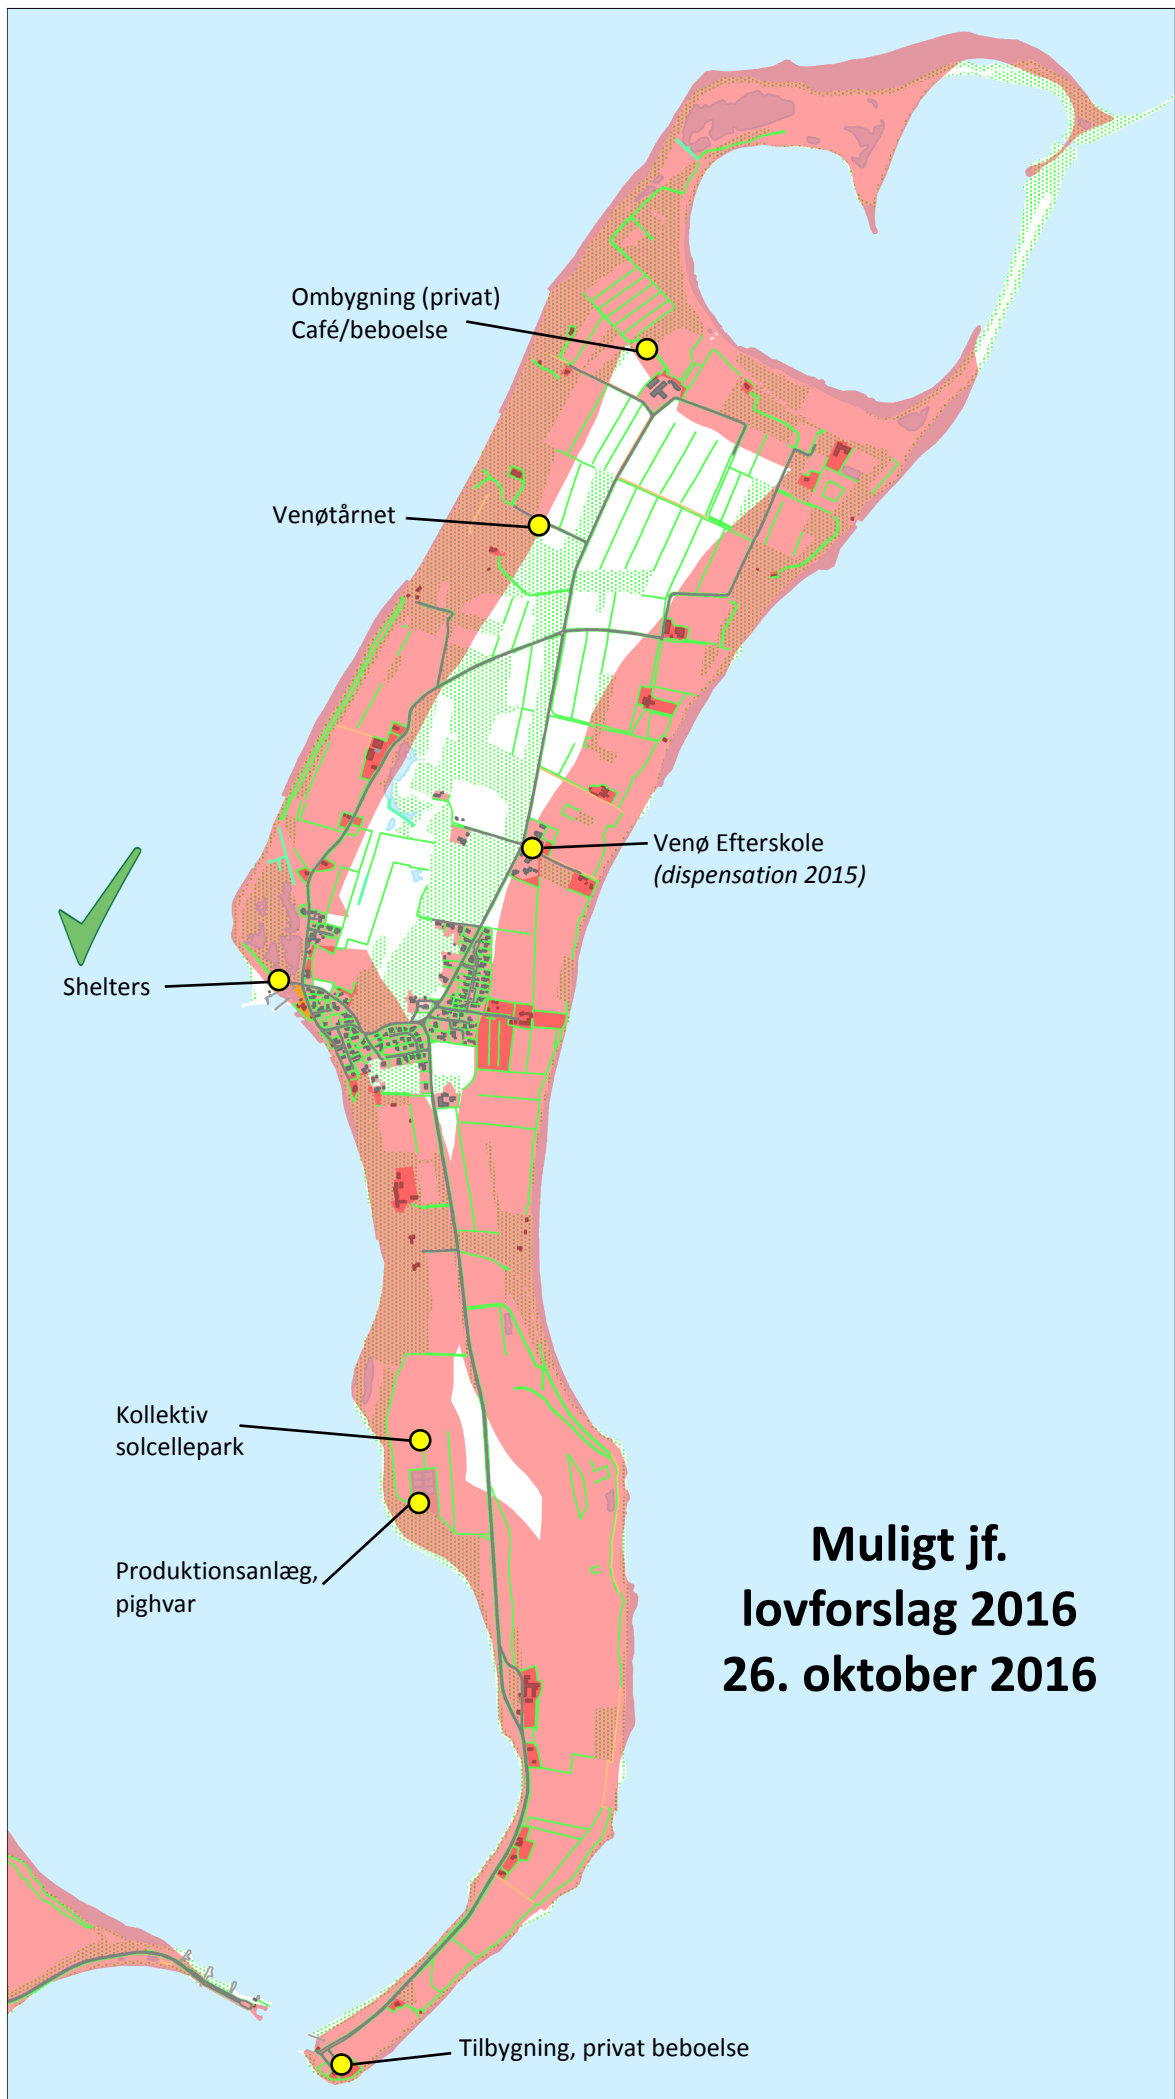 Ombygning (privat)
Café/beboelse
Venøtårnet
Venø Efterskole
(dispensation 2015)
Shelters
Kollektiv
solcellepark
Produktionsanlæg,
pighvar
Muligt jf.
lovforslag 2016
26. oktober 2016
Tilbygning, privat beboelse